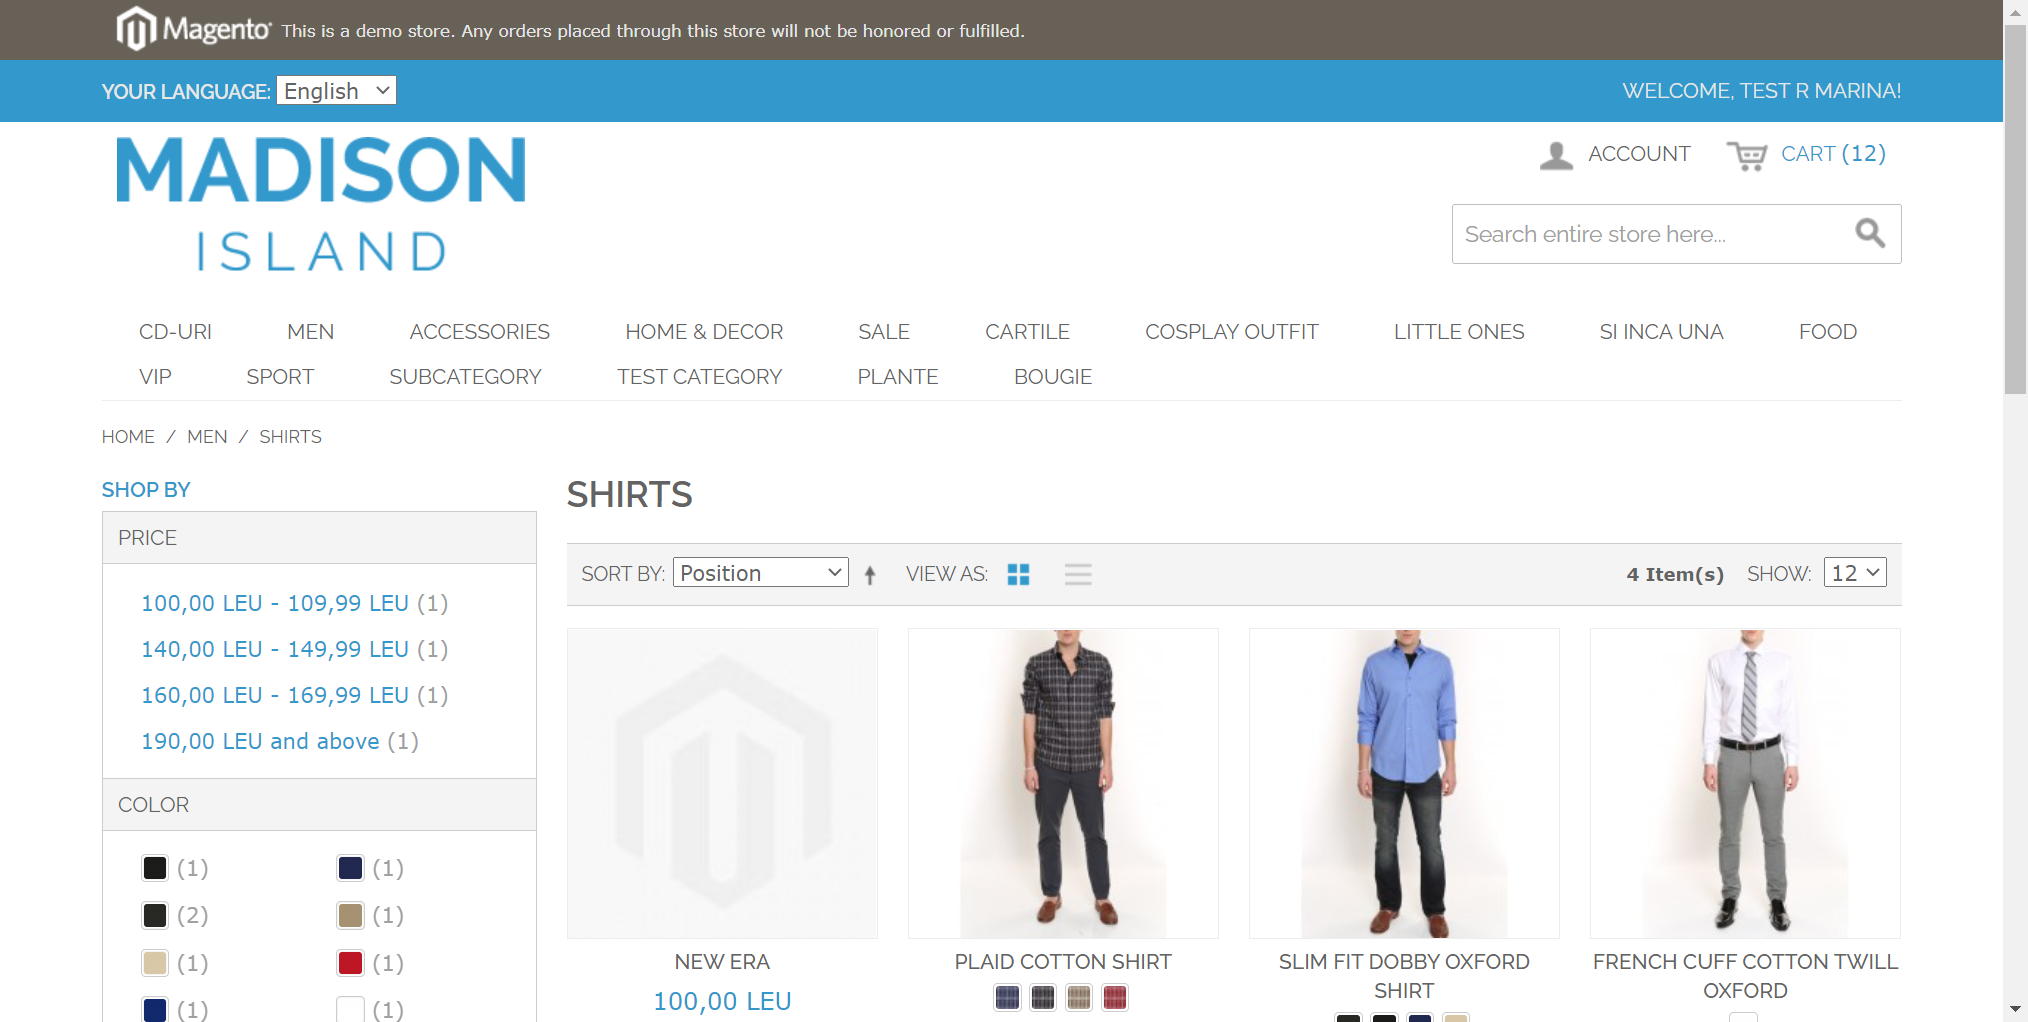 Magento® This is a demo store. Any orders placed through this store will not be honored or fulfilled.
YOUR LANGUAGE: English
WELCOME, TEST R MARINA!
MADISON
ISLAND
ACCOUNT
CART (12)
Search entire store here...
CD-URI MEN ACCESSORIES HOME & DECOR SALE CARTILE COSPLAY OUTFIT LITTLE ONES SI INCA UNA FOOD
VIP SPORT SUBCATEGORY TEST CATEGORY PLANTE BOUGIE
HOME / MEN / SHIRTS
SHOP BY
PRICE
100,00 LEU - 109,99 LEU (1)
140,00 LEU - 149,99 LEU (1)
160,00 LEU - 169,99 LEU (1)
190,00 LEU and above (1)
COLOR
(1) (1)
(2) (1)
(1) (1)
(1) (1)
SHIRTS
SORT BY: Position VIEW AS: 4 Item(s) SHOW: 12
NEW ERA
100,00 LEU
PLAID COTTON SHIRT
SLIM FIT DOBBY OXFORD
SHIRT
FRENCH CUFF COTTON TWILL
OXFORD